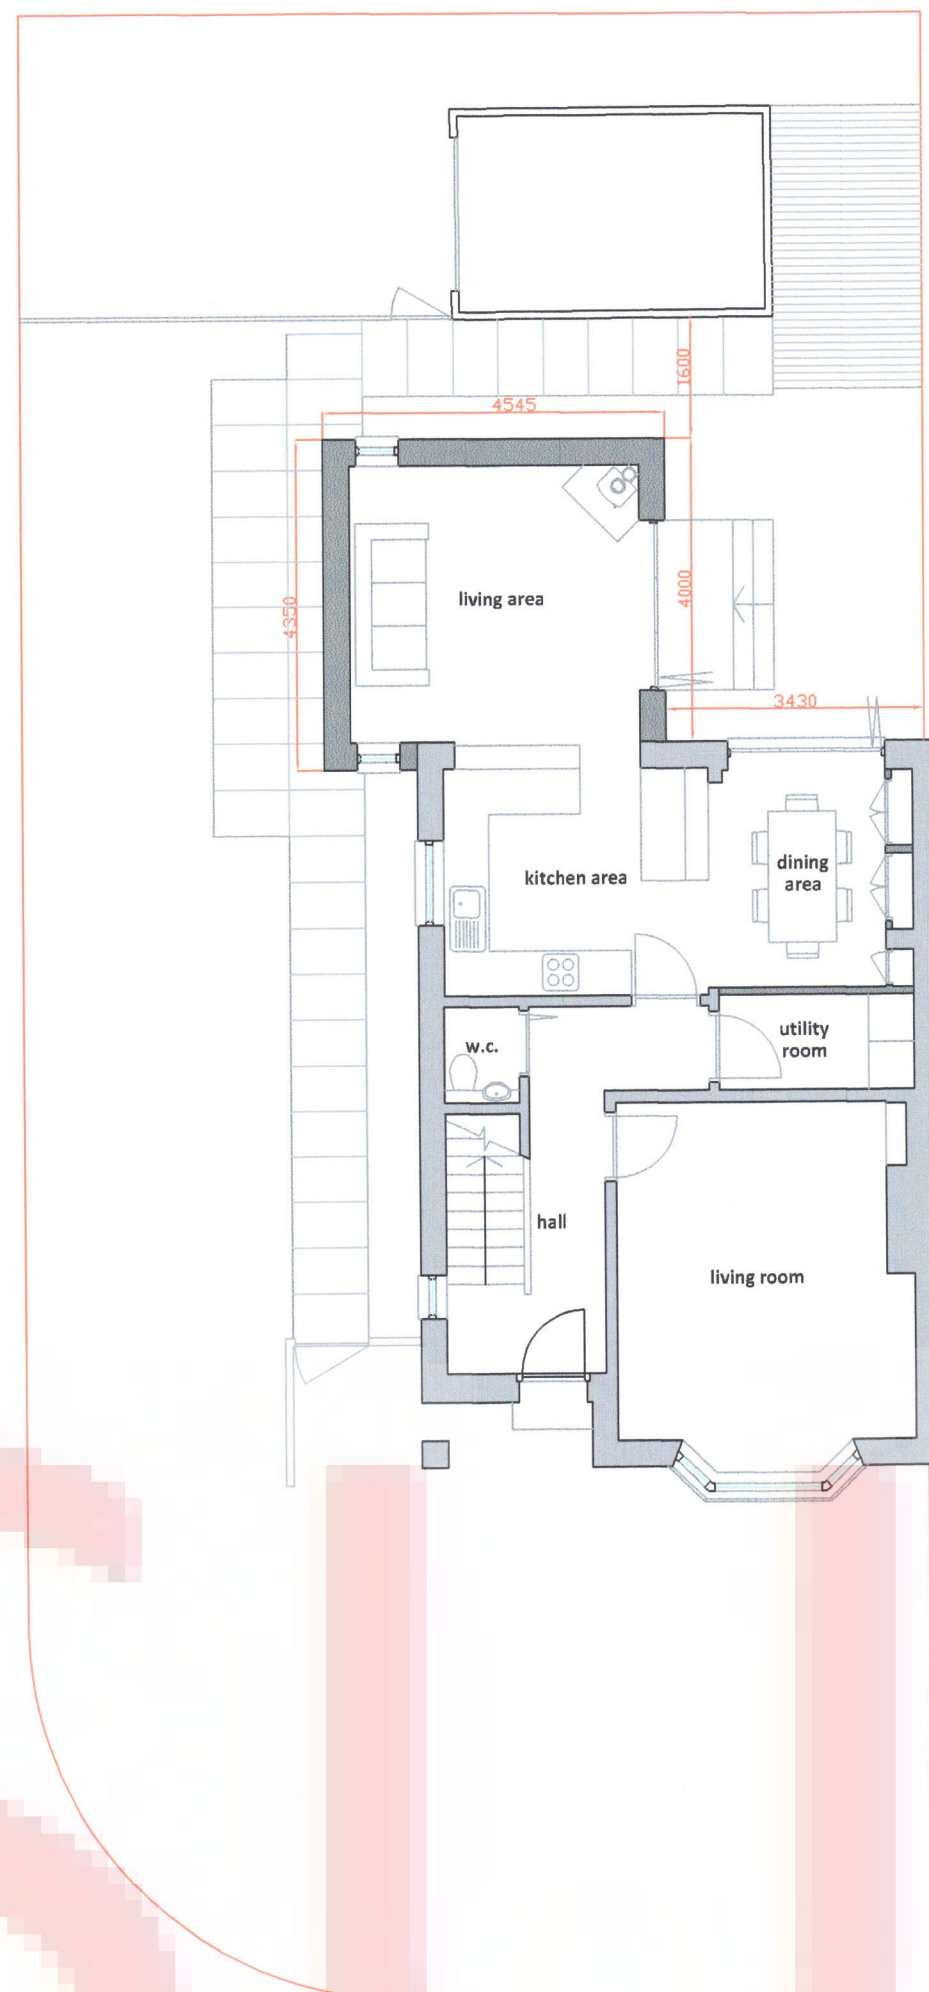 1600
4545
living area
4000
4350
3430
kitchen area
dining
area
utility
room
w.c.
hall
living room